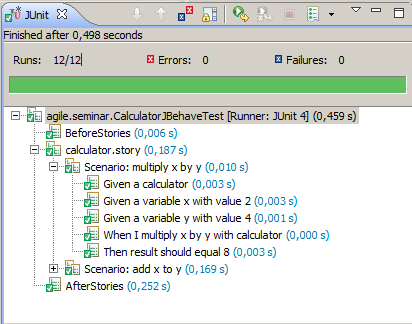 JUnit
Finished after 0,498 seconds
Runs: 12/12 Errors: 0 Failures: 0
agile.seminar.CalculatorJBehaveTest [Runner: JUnit 4] (0,459 s)
BeforeStories (0,006 s)
calculator.story (0,187 s)
Scenario: multiply x by y (0,010 s)
Given a calculator (0,003 s)
Given a variable x with value 2 (0,003 s)
Given a variable y with value 4 (0,001 s)
When I multiply x by y with calculator (0,000 s)
Then result should equal 8 (0,003 s)
Scenario: add x to y (0,169 s)
AfterStories (0,252 s)